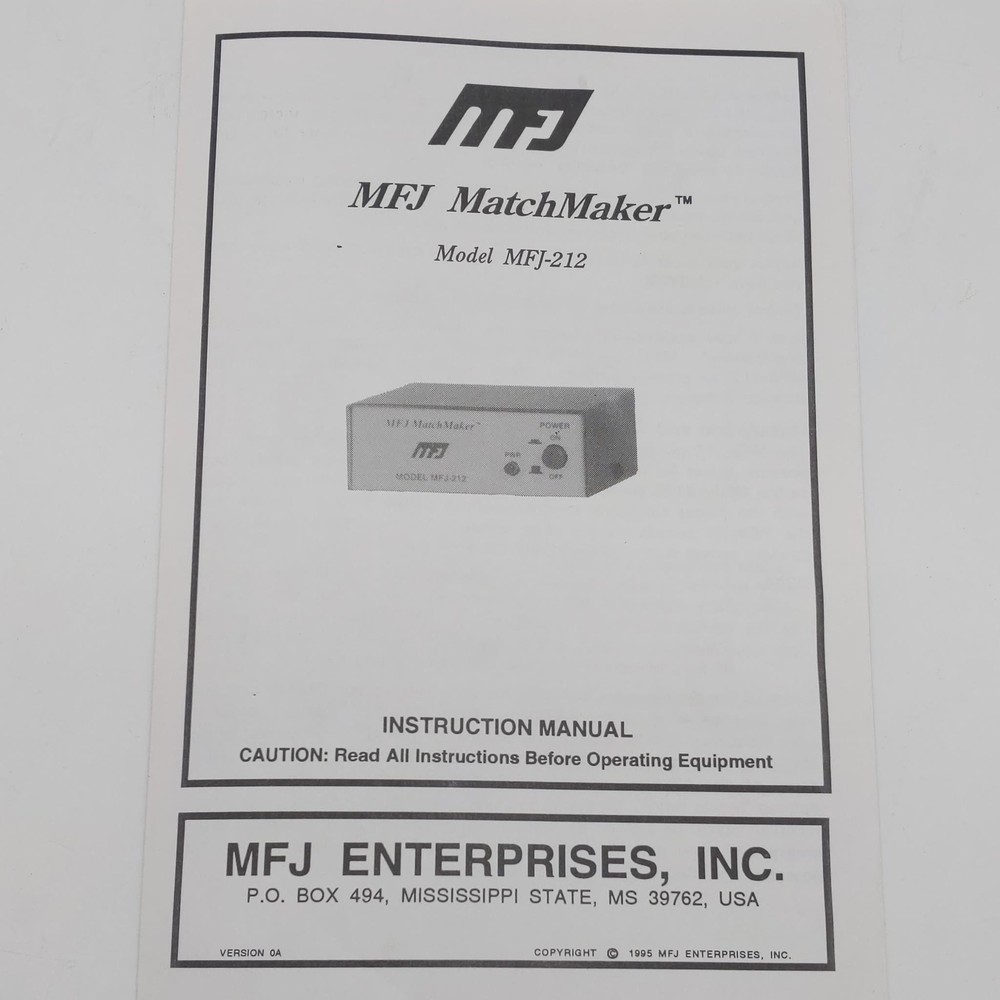 MFJ
MFJ MatchMaker™
Model MFJ-212
MFJ MatchMaker™
MFJ
MODEL MFJ-212
POWER
ON
PWR
OFF
INSTRUCTION MANUAL
CAUTION: Read All Instructions Before Operating Equipment
MFJ ENTERPRISES, INC.
P.O. BOX 494, MISSISSIPPI STATE, MS 39762, USA
VERSION 0A
COPYRIGHT © 1995 MFJ ENTERPRISES, INC.